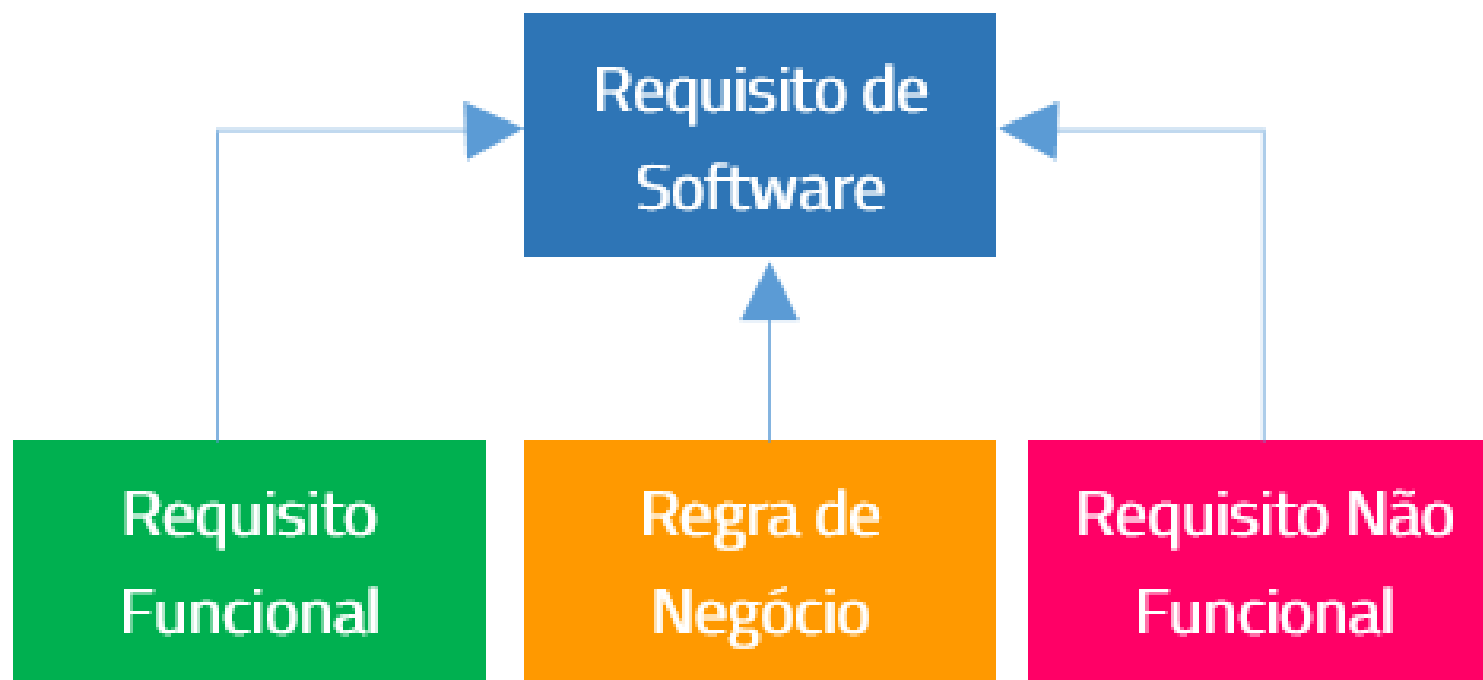 Requisito de
Software
Requisito
Funcional
Regra de
Negócio
Requisito Não
Funcional